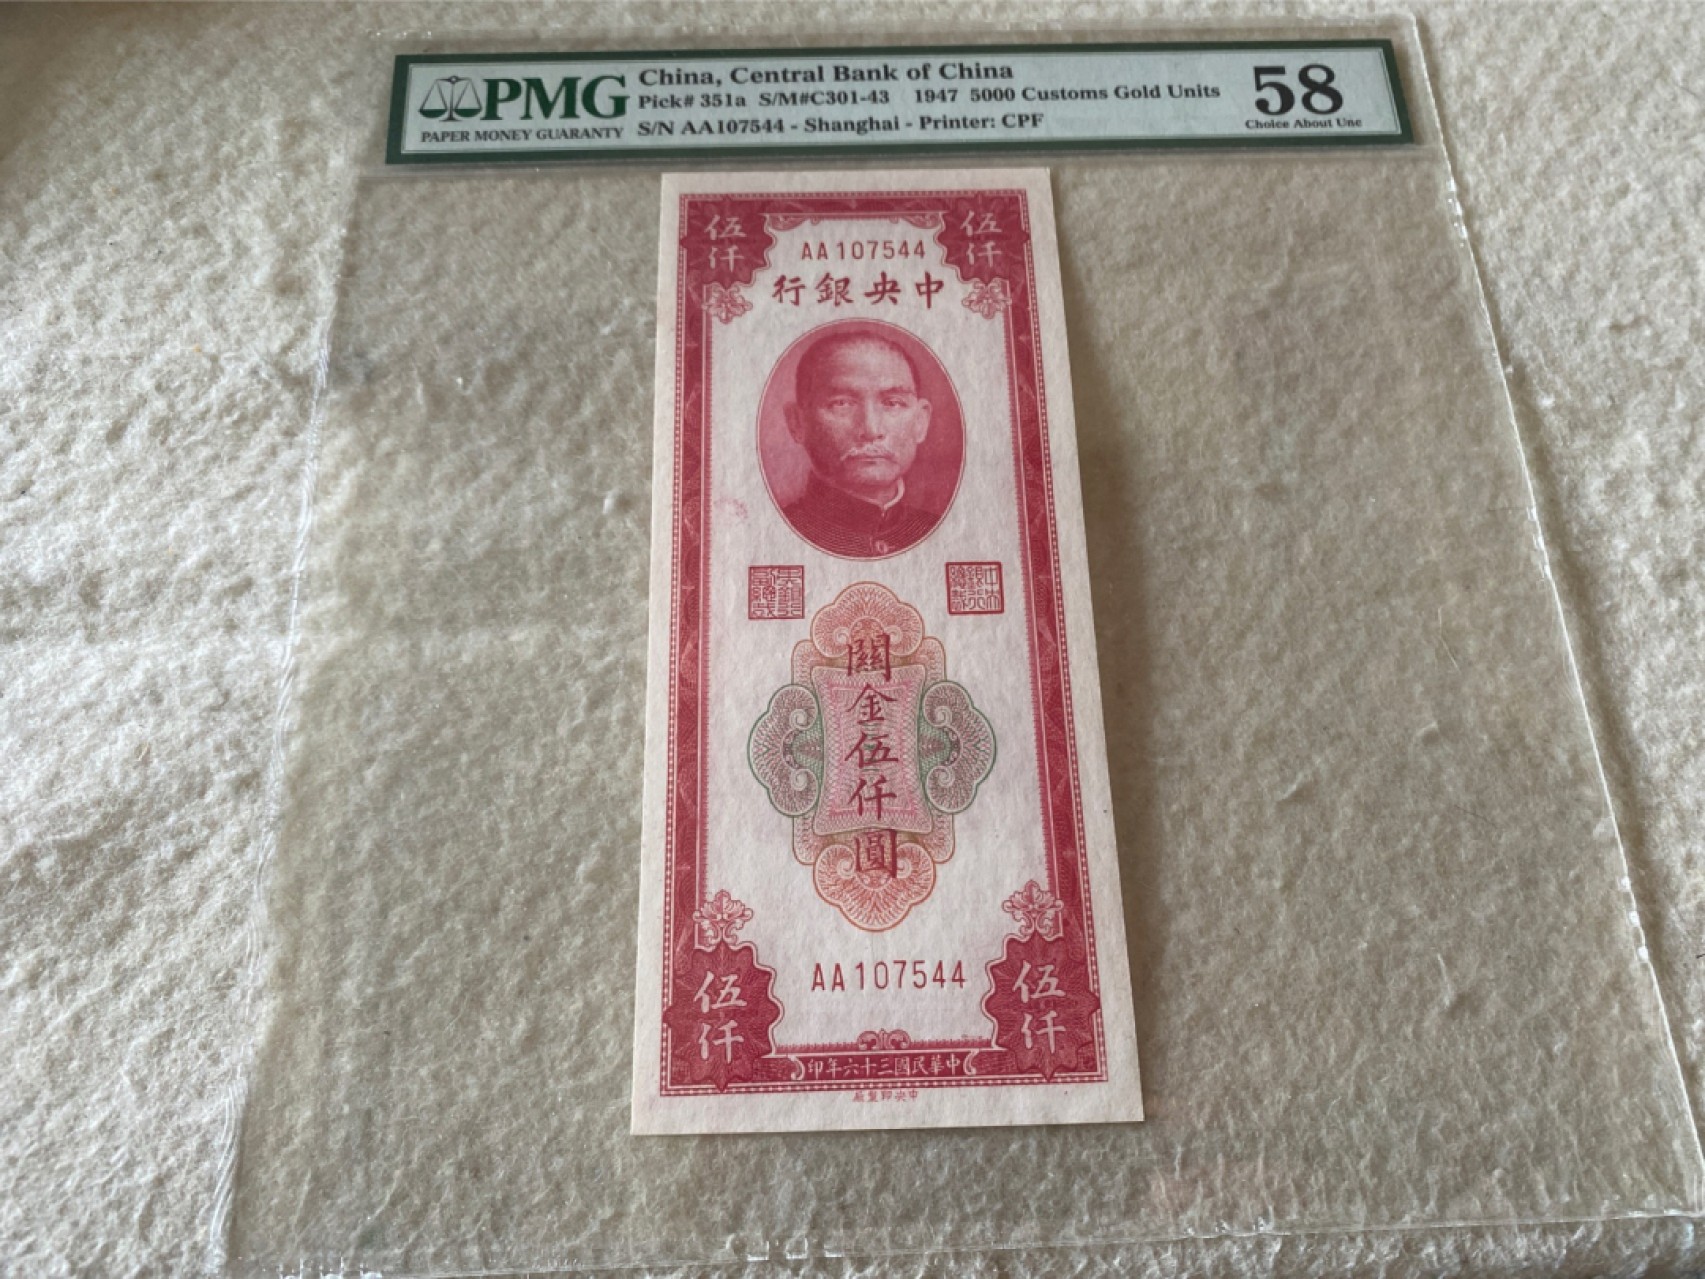 PMG
PAPER MONEY GUARANTY
China, Central Bank of China
Pick# 351a S/M#C301-43 1947 5000 Customs Gold Units
S/N AA107544 - Shanghai - Printer: CPF
58
Choice About Unc
伍仟
伍仟
AA107544
行銀央中
關金伍仟圓
AA107544
伍仟
伍仟
印年六十三國民華中
廠製印央中